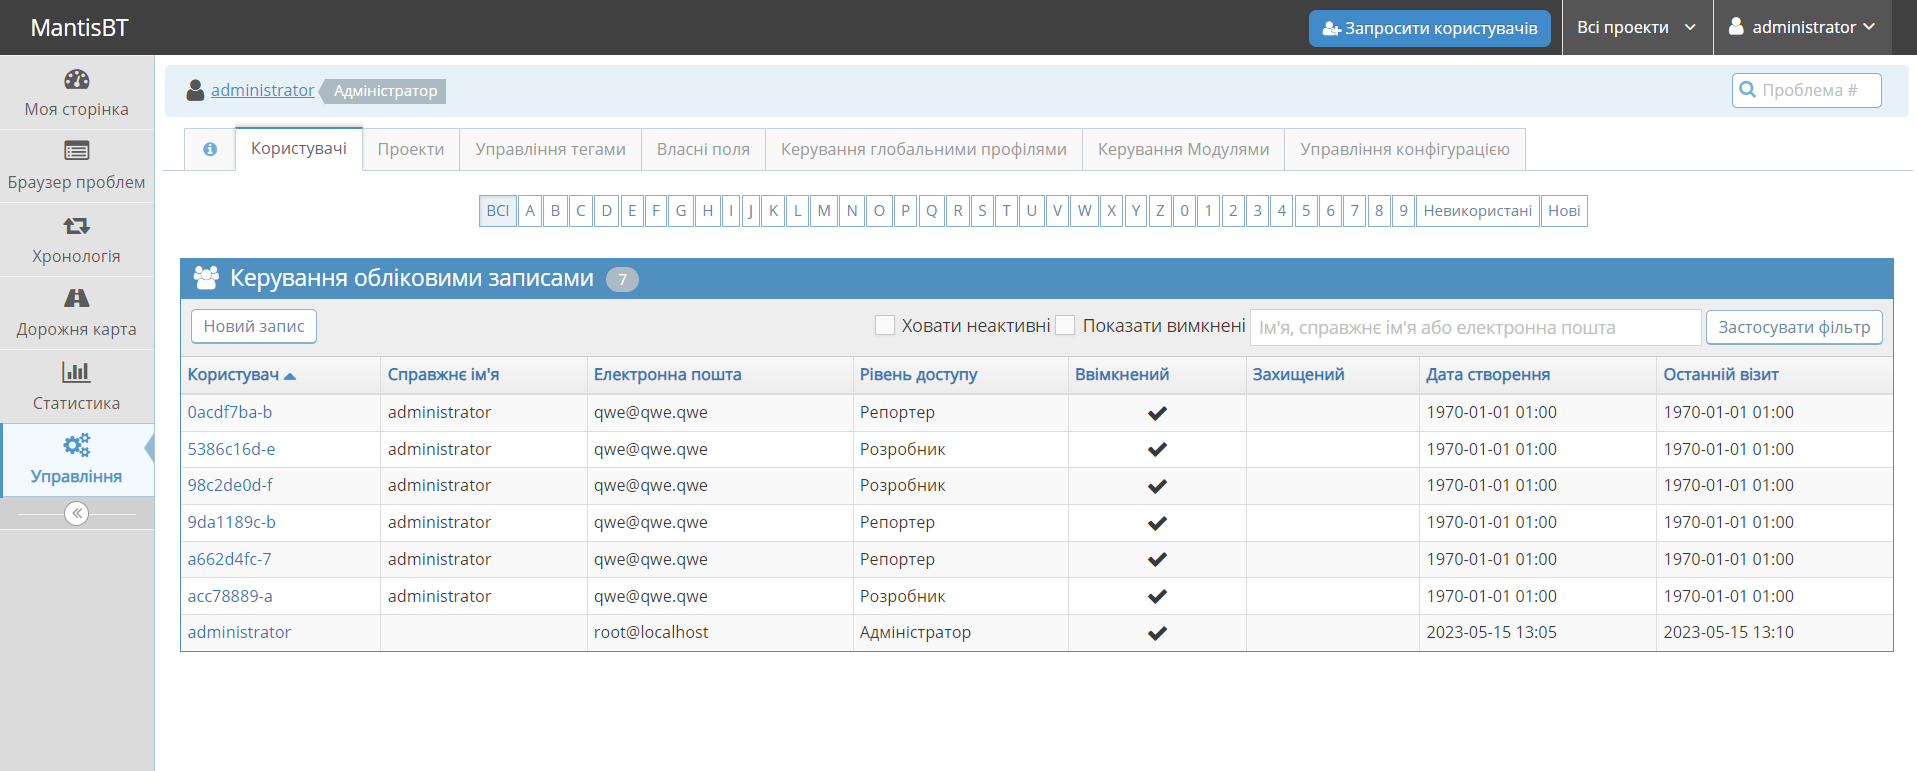 MantisBT
Запросити користувачів
Всі проекти
administrator
Моя сторінка
Браузер проблем
Хронологія
Дорожня карта
Статистика
Управління
administrator Адміністратор
Проблема #
Користувачі Проекти Управління тегами Власні поля Керування глобальними профілями Керування Модулями Управління конфігурацією
ВСІ A B C D E F G H I J K L M N O P Q R S T U V W X Y Z 0 1 2 3 4 5 6 7 8 9 Невикористані Нові
Керування обліковими записами 7
Новий запис Ховати неактивні Показати вимкнені Ім'я, справжнє ім'я або електронна пошта Застосувати фільтр
Користувач Справжнє ім'я Електронна пошта Рівень доступу Ввімкнений Захищений Дата створення Останній візит
0acdf7ba-b administrator qwe@qwe.qwe Репортер 1970-01-01 01:00 1970-01-01 01:00
5386c16d-e administrator qwe@qwe.qwe Розробник 1970-01-01 01:00 1970-01-01 01:00
98c2de0d-f administrator qwe@qwe.qwe Розробник 1970-01-01 01:00 1970-01-01 01:00
9da1189c-b administrator qwe@qwe.qwe Репортер 1970-01-01 01:00 1970-01-01 01:00
a662d4fc-7 administrator qwe@qwe.qwe Репортер 1970-01-01 01:00 1970-01-01 01:00
acc78889-a administrator qwe@qwe.qwe Розробник 1970-01-01 01:00 1970-01-01 01:00
administrator root@localhost Адміністратор 2023-05-15 13:05 2023-05-15 13:10